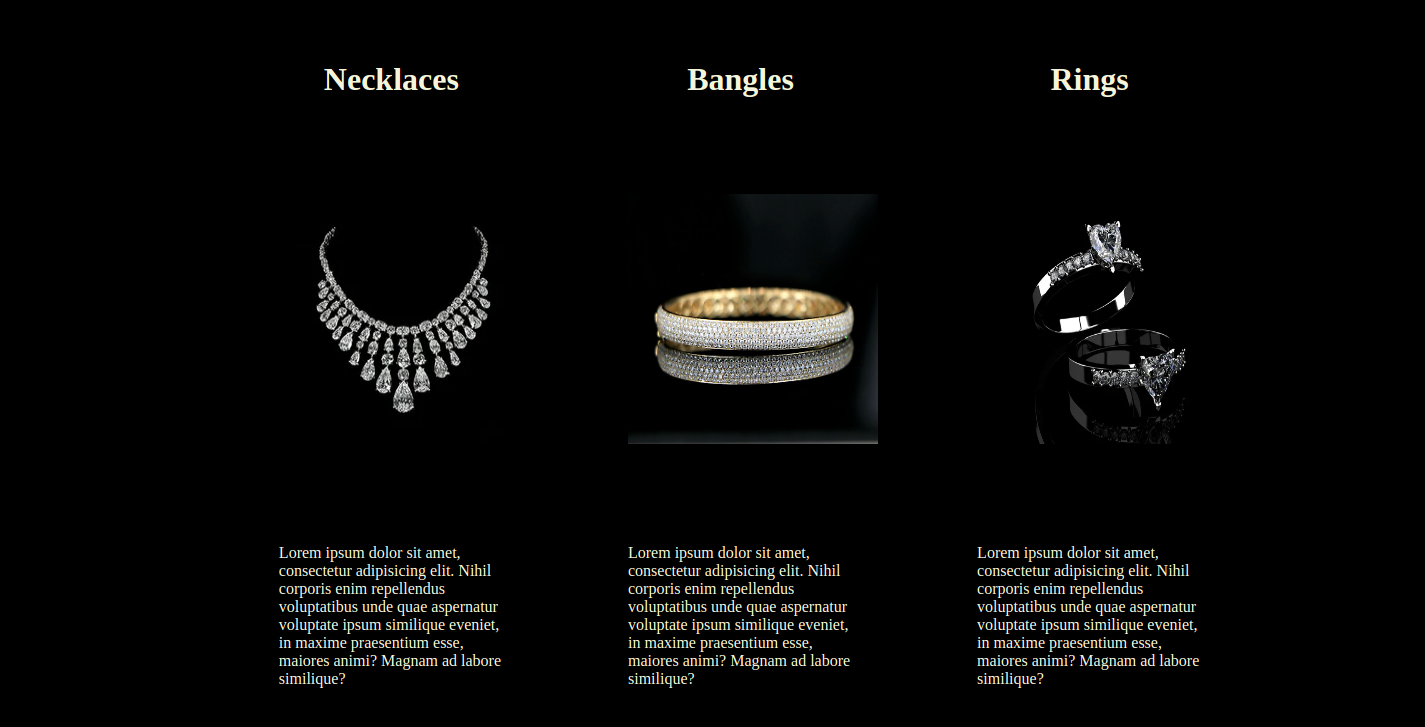 Necklaces
Bangles
Rings
Lorem ipsum dolor sit amet,
consectetur adipisicing elit. Nihil
corporis enim repellendus
voluptatibus unde quae aspernatur
voluptate ipsum similique eveniet,
in maxime praesentium esse,
maiores animi? Magnam ad labore
similique?
Lorem ipsum dolor sit amet,
consectetur adipisicing elit. Nihil
corporis enim repellendus
voluptatibus unde quae aspernatur
voluptate ipsum similique eveniet,
in maxime praesentium esse,
maiores animi? Magnam ad labore
similique?
Lorem ipsum dolor sit amet,
consectetur adipisicing elit. Nihil
corporis enim repellendus
voluptatibus unde quae aspernatur
voluptate ipsum similique eveniet,
in maxime praesentium esse,
maiores animi? Magnam ad labore
similique?